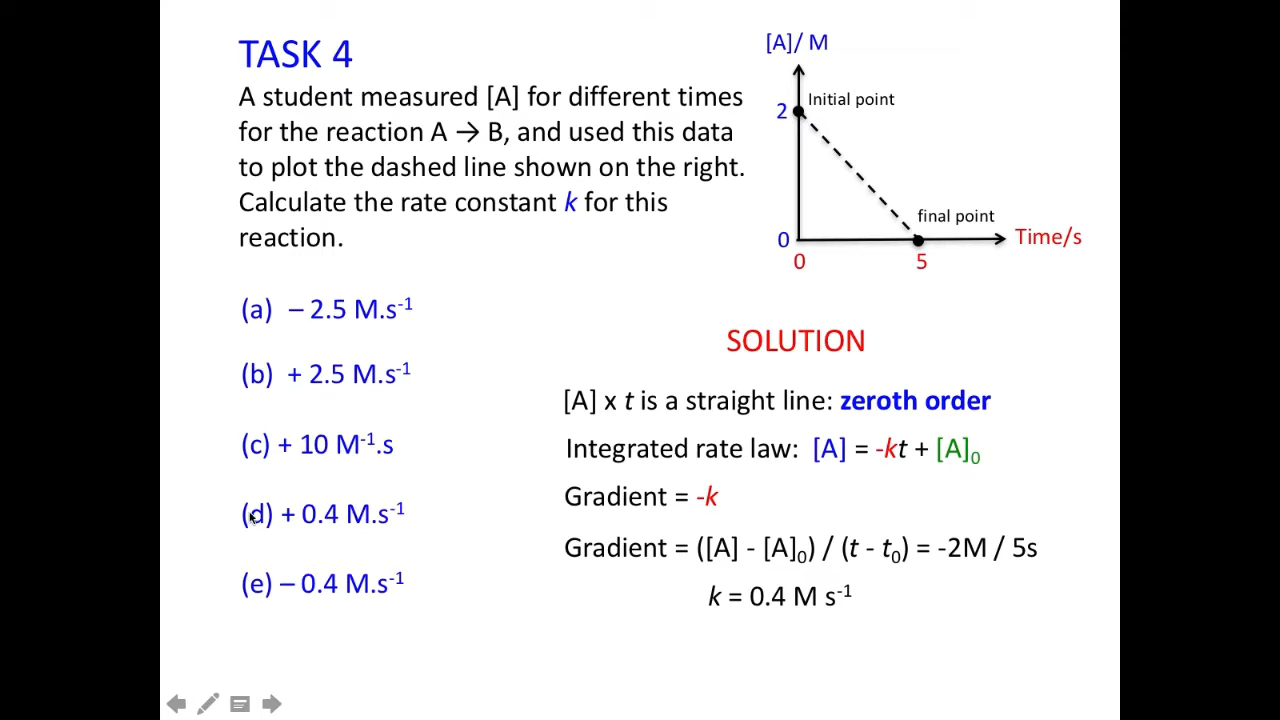 TASK 4
A student measured [A] for different times
for the reaction A → B, and used this data
to plot the dashed line shown on the right.
Calculate the rate constant k for this
reaction.
[A]/ M
2
Initial point
final point
0
Time/s
0
5
(a) – 2.5 M.s⁻¹
(b) + 2.5 M.s⁻¹
(c) + 10 M⁻¹.s
(d) + 0.4 M.s⁻¹
(e) – 0.4 M.s⁻¹
SOLUTION
[A] x t is a straight line: zeroth order
Integrated rate law: [A] = -kt + [A]₀
Gradient = -k
Gradient = ([A] - [A]₀) / (t - t₀) = -2M / 5s
k = 0.4 M s⁻¹